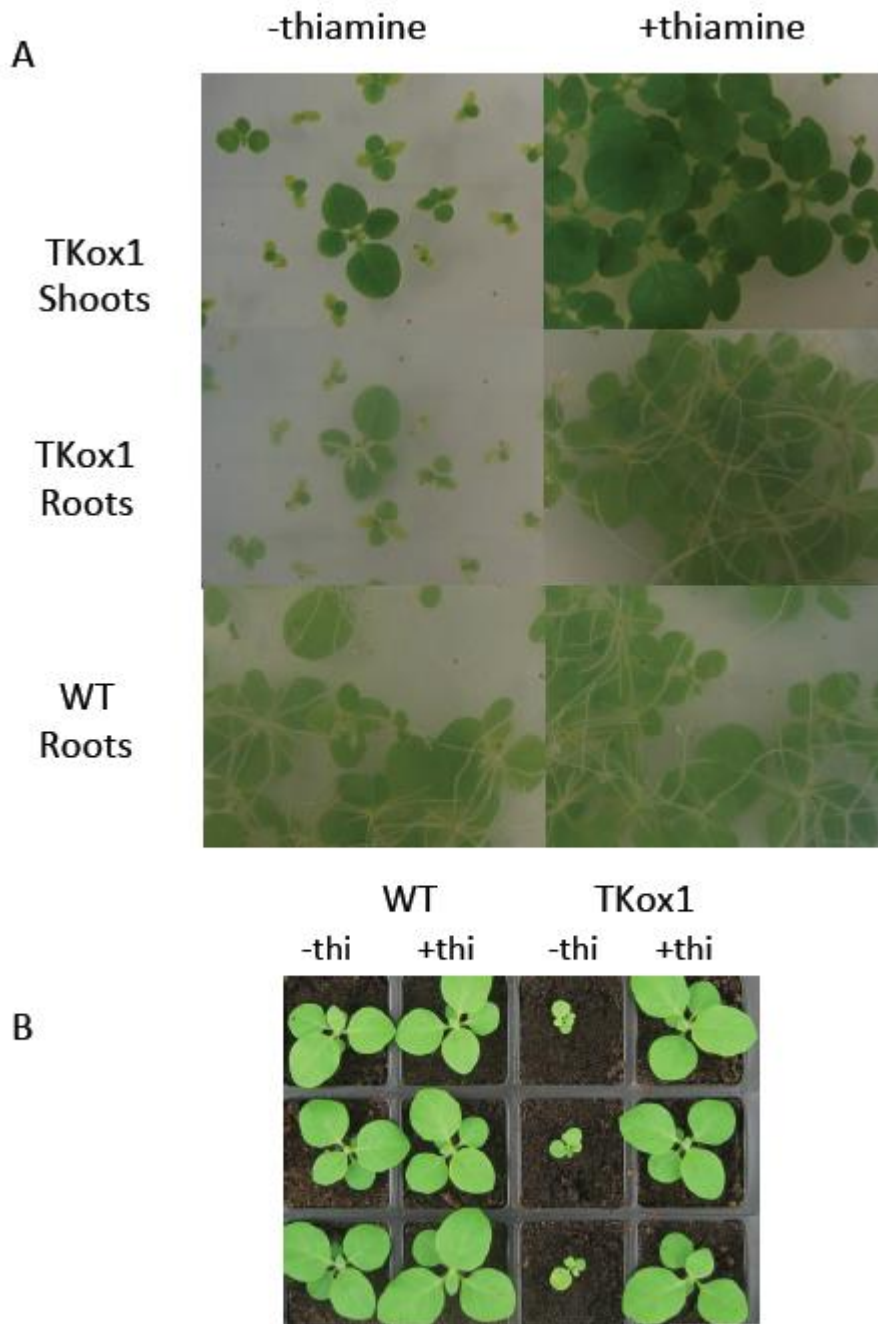 -thiamine +thiamine
A
TKox1
Shoots
TKox1
Roots
WT
Roots
WT TKox1
-thi +thi -thi +thi
B